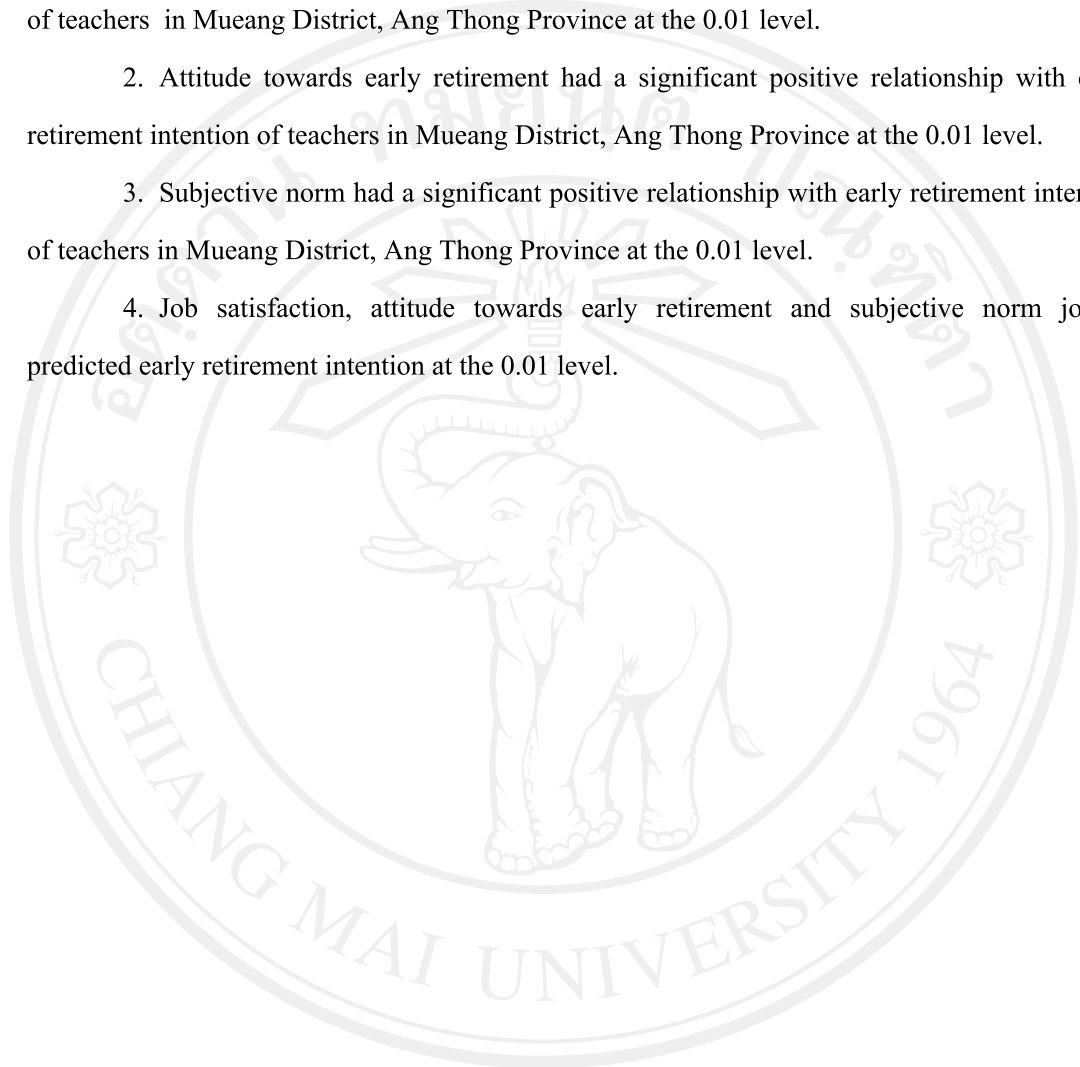 of teachers in Mueang District, Ang Thong Province at the 0.01 level.
2. Attitude towards early retirement had a significant positive relationship with
retirement intention of teachers in Mueang District, Ang Thong Province at the 0.01 level.
3. Subjective norm had a significant positive relationship with early retirement
of teachers in Mueang District, Ang Thong Province at the 0.01 level.
4. Job satisfaction, attitude towards early retirement and subjective norm
predicted early retirement intention at the 0.01 level.
CHIANG MAI UNIVERSITY 1964